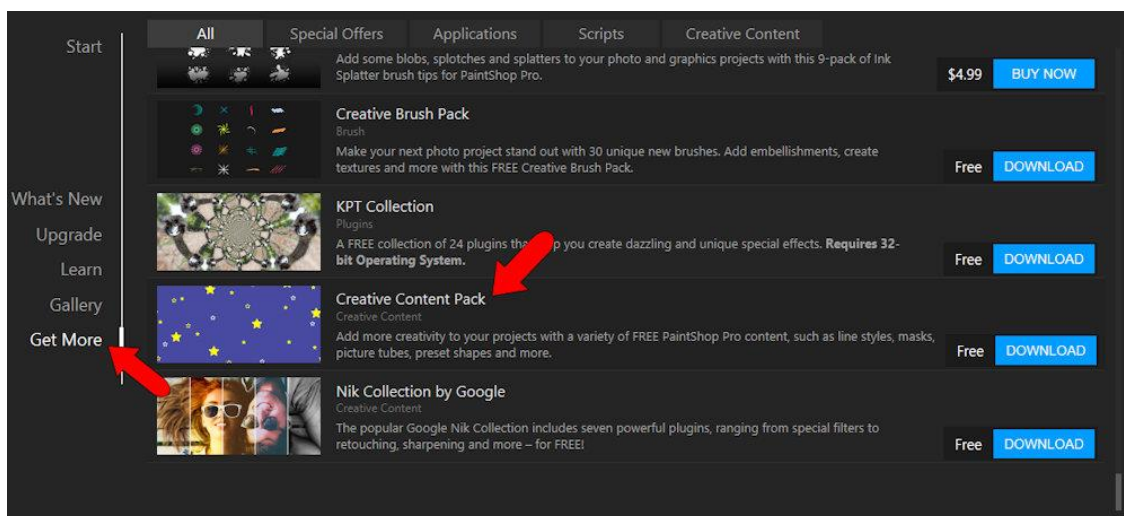 Start
What's New
Upgrade
Learn
Gallery
Get More
All
Special Offers
Applications
Scripts
Creative Content
Add some blobs, splotches and splatters to your photo and graphics projects with this 9-pack of Ink
Splatter brush tips for PaintShop Pro.
$4.99
BUY NOW
Creative Brush Pack
Brush
Make your next photo project stand out with 30 unique new brushes. Add embellishments, create
textures and more with this FREE Creative Brush Pack.
Free
DOWNLOAD
KPT Collection
Plugins
A FREE collection of 24 plugins you create dazzling and unique special effects. Requires 32-
bit Operating System.
Free
DOWNLOAD
Creative Content Pack
Creative Content
Add more creativity to your projects with a variety of FREE PaintShop Pro content, such as line styles, masks,
picture tubes, preset shapes and more.
Free
DOWNLOAD
Nik Collection by Google
Creative Content
The popular Google Nik Collection includes seven powerful plugins, ranging from special filters to
retouching, sharpening and more – for FREE!
Free
DOWNLOAD